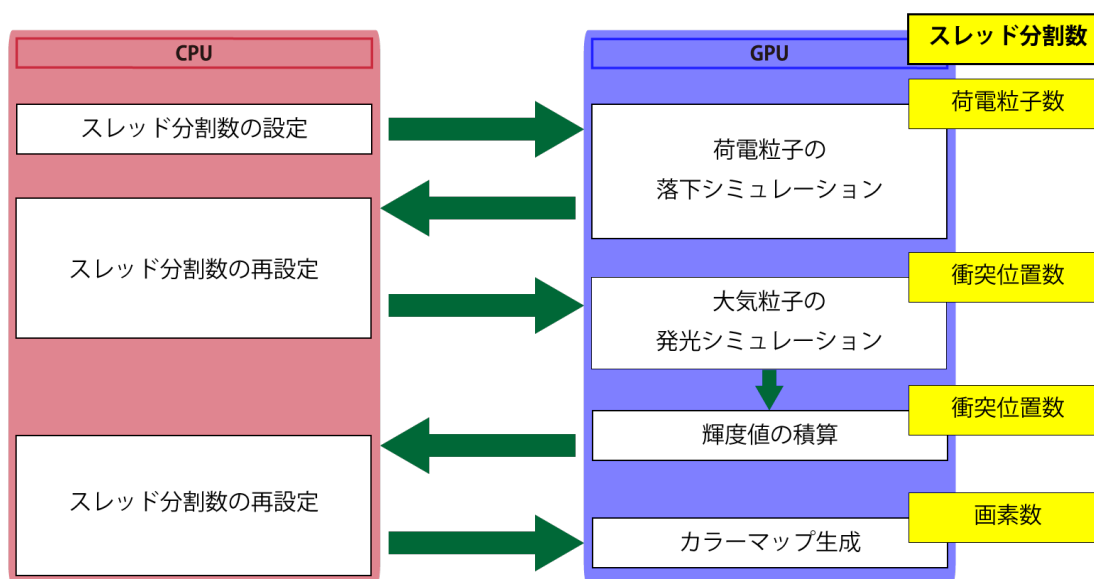 スレッド分割数
CPU
GPU
荷電粒子数
スレッド分割数の設定
荷電粒子の
落下シミュレーション
スレッド分割数の再設定
衝突位置数
大気粒子の
発光シミュレーション
衝突位置数
輝度値の積算
スレッド分割数の再設定
画素数
カラーマップ生成